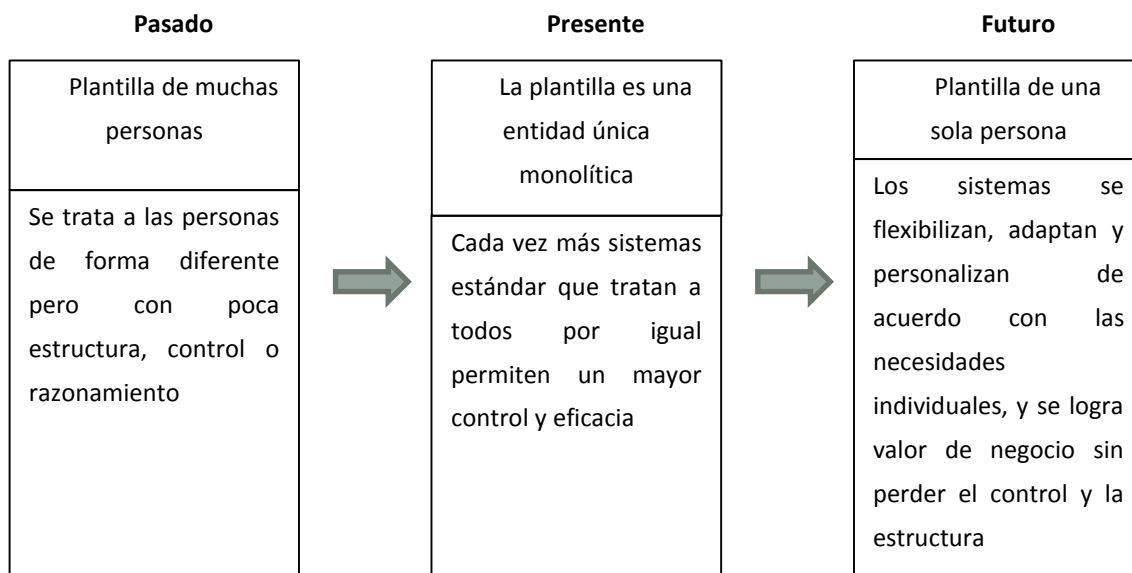 Pasado
Plantilla de muchas
personas
Se trata a las personas
de forma diferente
pero con poca
estructura, control o
razonamiento
Presente
La plantilla es una
entidad única
monolítica
Cada vez más sistemas
estándar que tratan a
todos por igual
permiten un mayor
control y eficacia
Futuro
Plantilla de una
sola persona
Los sistemas se
flexibilizan, adaptan y
personalizan de
acuerdo con las
necesidades
individuales, y se logra
valor de negocio sin
perder el control y la
estructura